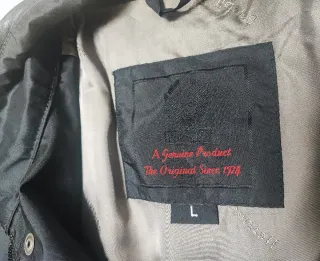 A Genuine Product
The Original Since 1974
L